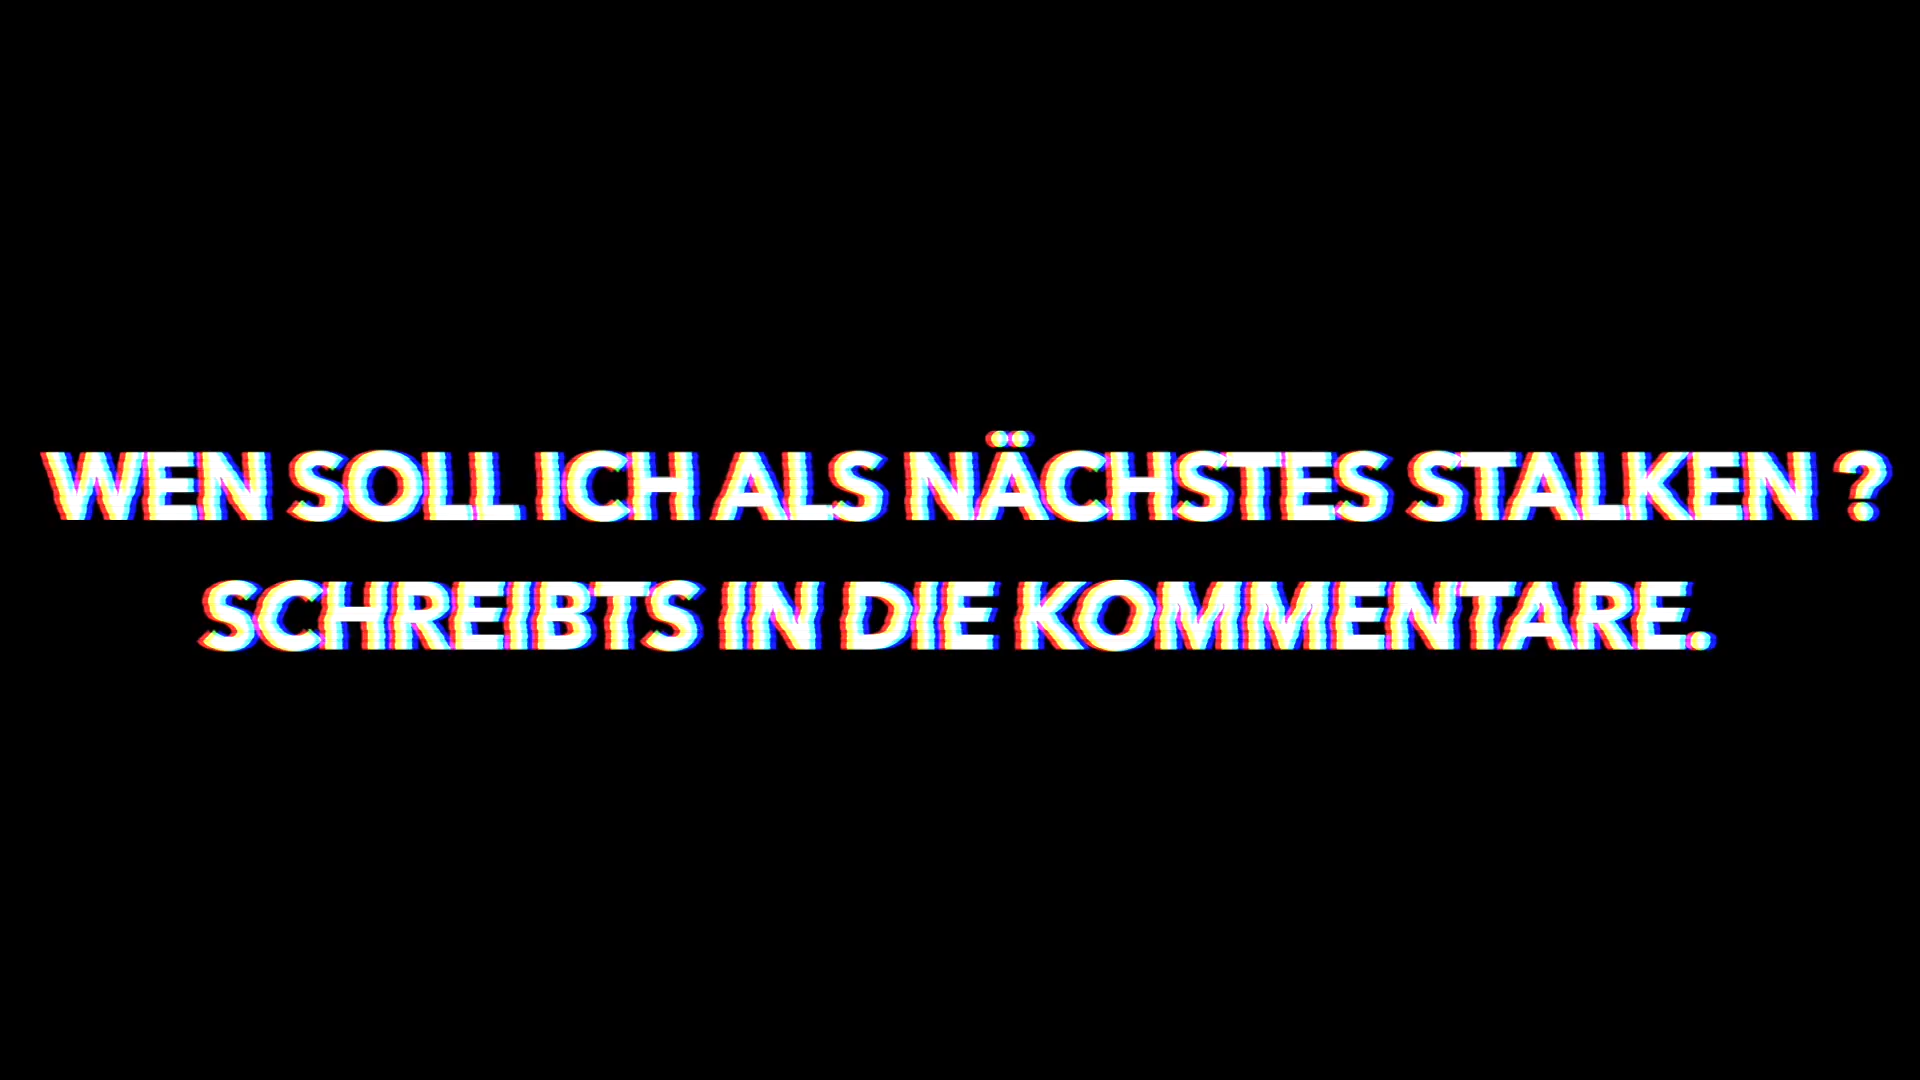 WEN SOLL ICH ALS NÄCHSTES STALKEN ?
SCHREIBTS IN DIE KOMMENTARE.